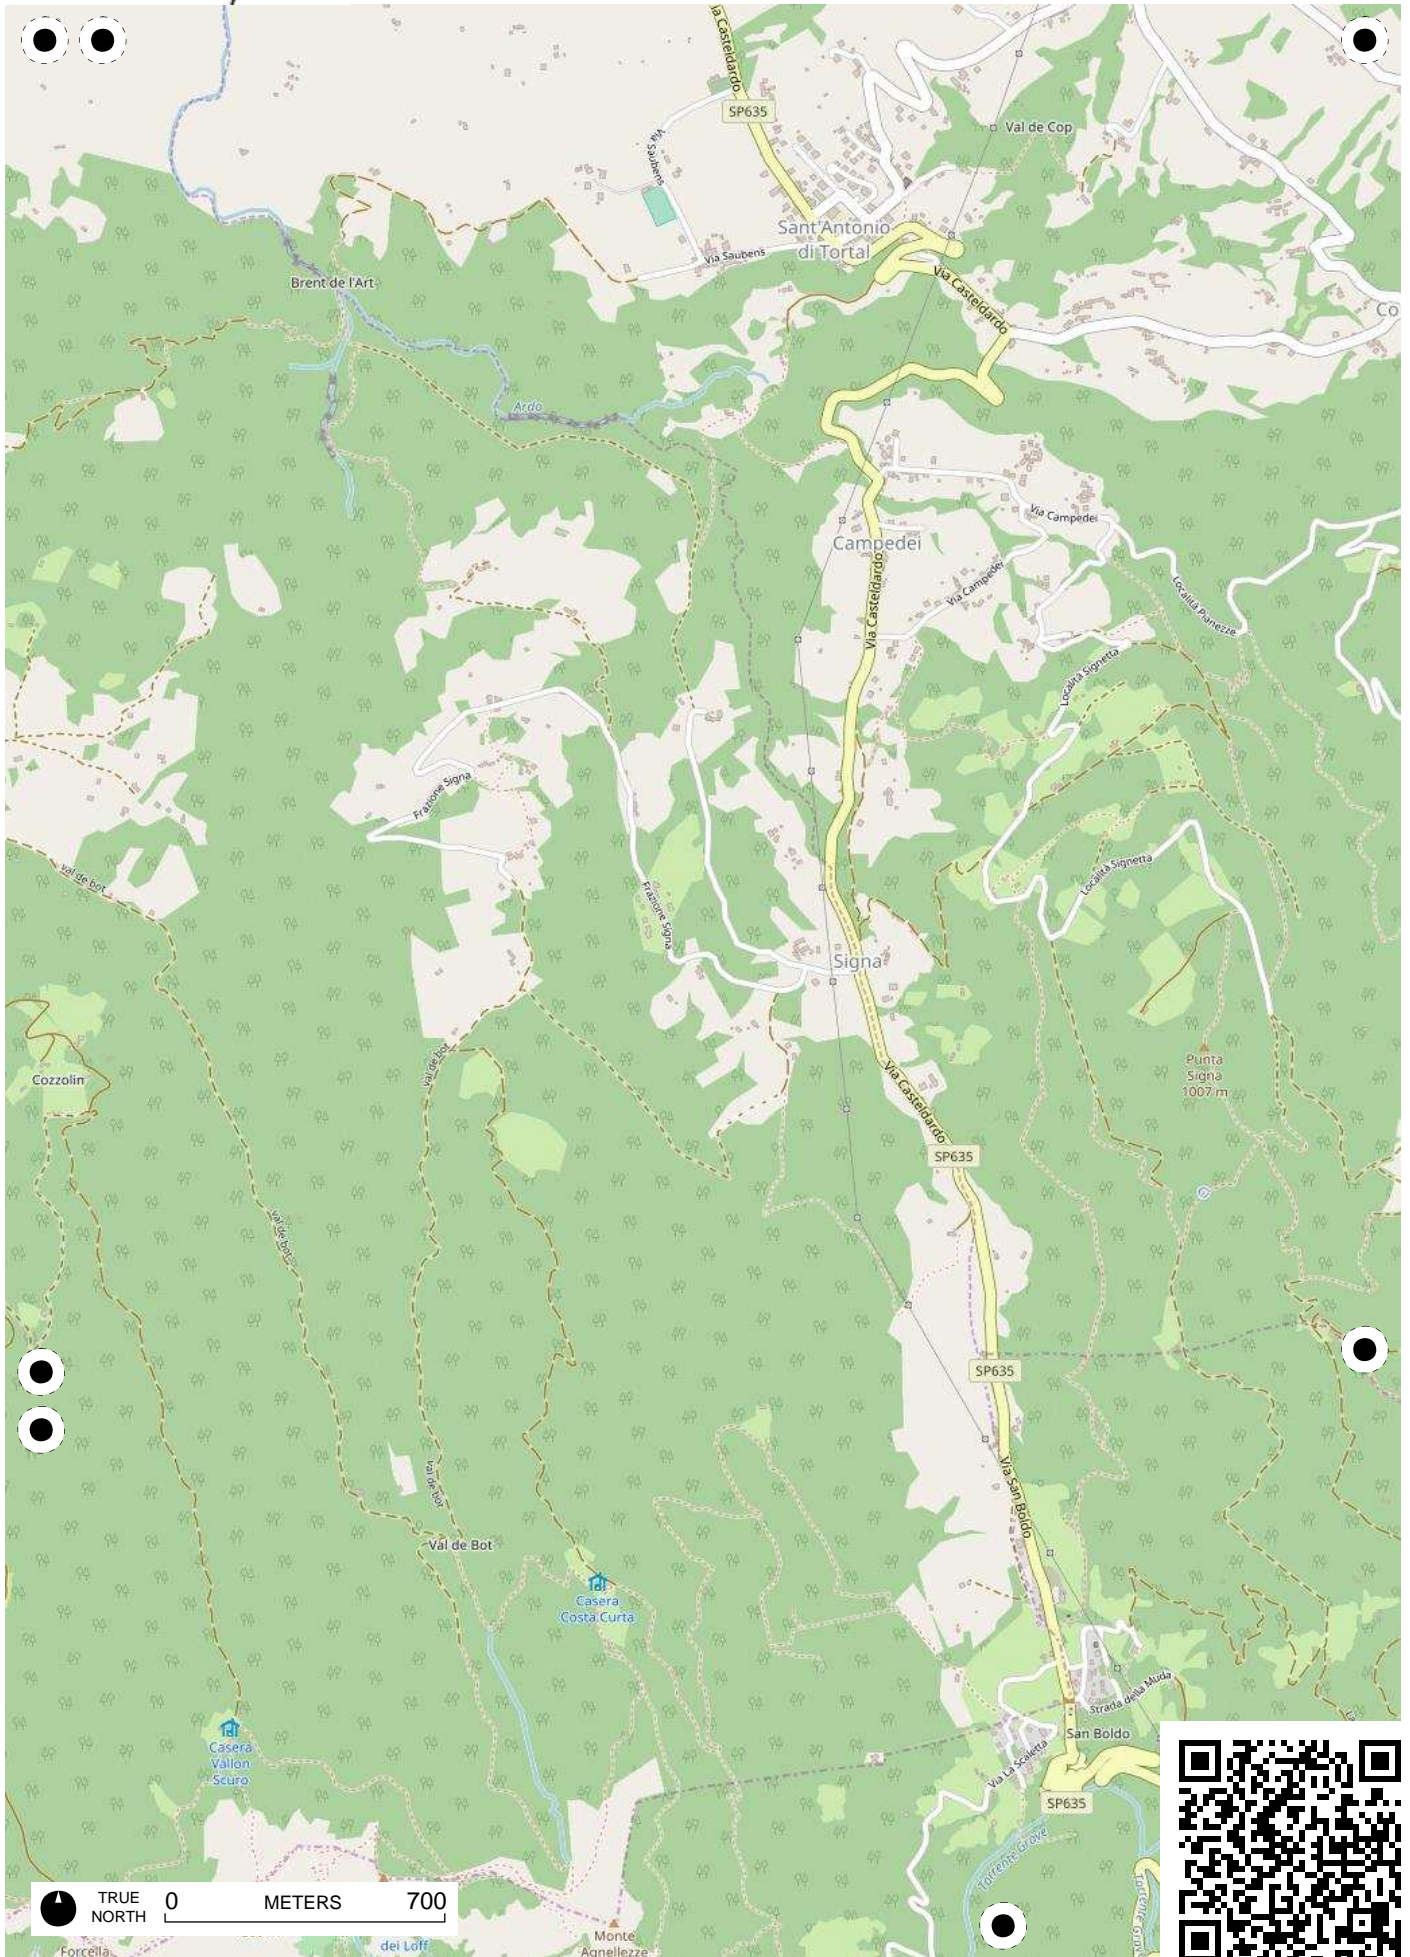 Via Casteldardo
SP635
Val de Cop
Via Saubens
Sant'Antonio
di Tortal
Via Saubens
Via Casteldardo
Brent de l'Art
Co
Ardo
Via Campedei
Campedei
Via Casteldardo
Via Campedei
Località Pianezze
Località Signetta
Frazione Signa
val de bot
Località Signetta
Frazione Signa
Signa
Cozzolin
val de bot
Via Casteldardo
Punta
Signa
1007 m
SP635
val de bot
SP635
val de bot
Via San Boldo
Val de Bot
Casera
Costa Curta
Strada della Muda
San Boldo
Casera
Vallon
Scuro
Via La Scaletta
SP635
Torrente Grave
TRUE
NORTH
0 METERS 700
Forcella
dei Loff
Monte
Agnellezze